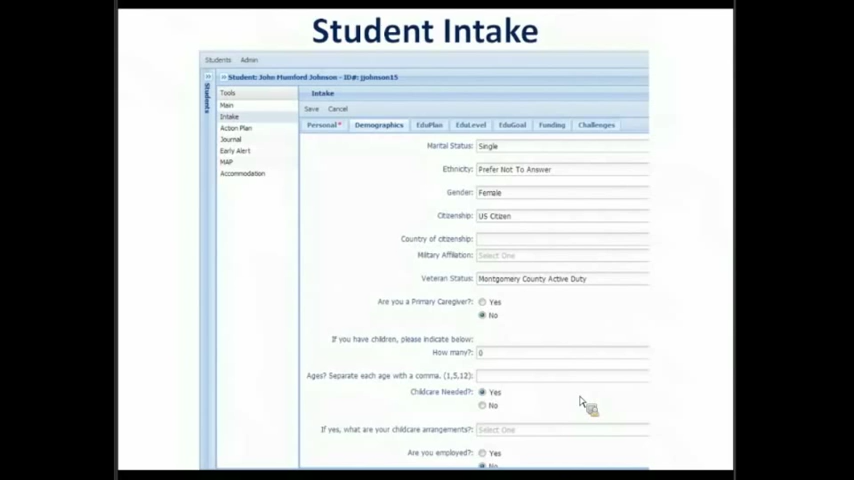 Student Intake
Students Admin
Student: John Mumford Johnson - ID#: jjohnson15
Students
Tools
Main
Intake
Action Plan
Journal
Early Alert
MAP
Accommodation
Intake
Save Cancel
Personal* Demographics EduPlan EduLevel EduGoal Funding Challenges
Marital Status: Single
Ethnicity: Prefer Not To Answer
Gender: Female
Citizenship: US Citizen
Country of citizenship:
Military Affiliation: Select One
Veteran Status: Montgomery County Active Duty
Are you a Primary Caregiver?: Yes
No
If you have children, please indicate below:
How many?: 0
Ages? Separate each age with a comma. (1,5,12):
Childcare Needed?: Yes
No
If yes, what are your childcare arrangements?: Select One
Are you employed?: Yes
No